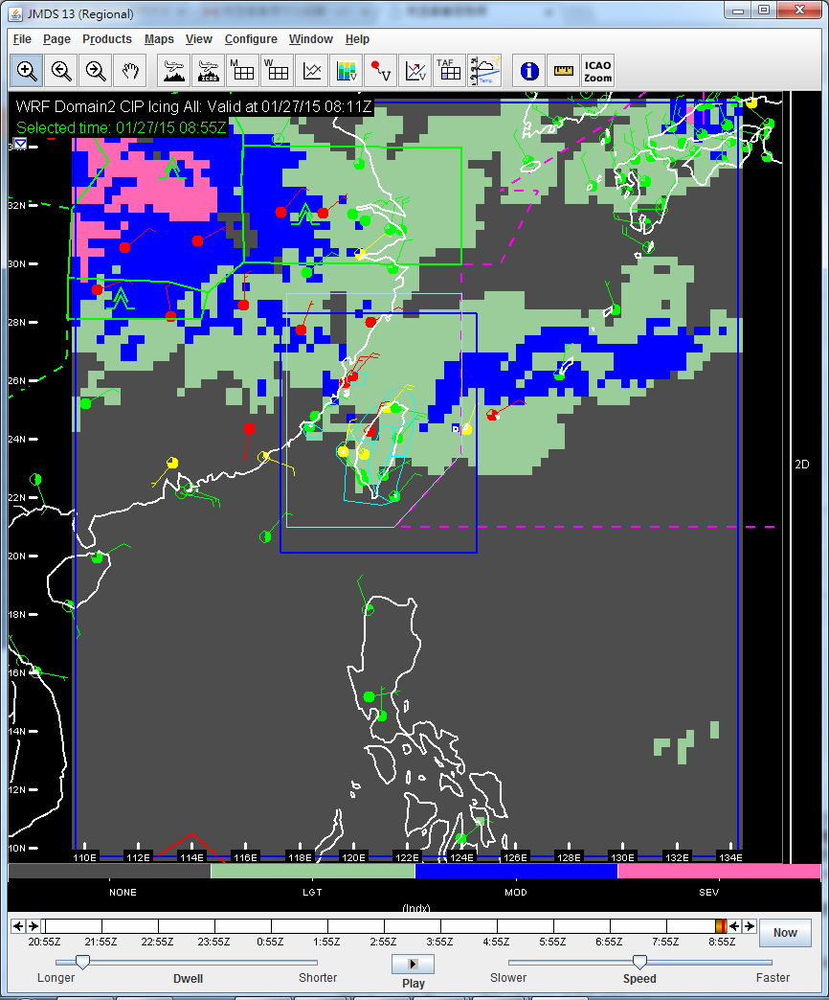 JMDS 13 (Regional)
File Page Products Maps View Configure Window Help
M W V V V TAF Temp. ICAO Zoom
ICAO
WRF Domain2 CIP Icing All: Valid at 01/27/15 08:11Z
Selected time: 01/27/15 08:55Z
32N
30N
28N
26N
24N
2D
22N
20N
18N
16N
14N
12N
10N
110E 112E 114E 116E 118E 120E 122E 124E 126E 128E 130E 132E 134E
NONE LGT MOD SEV
(Indx)
20:55Z 21:55Z 22:55Z 23:55Z 0:55Z 1:55Z 2:55Z 3:55Z 4:55Z 5:55Z 6:55Z 7:55Z 8:55Z
Now
Longer Dwell Shorter Play Slower Speed Faster